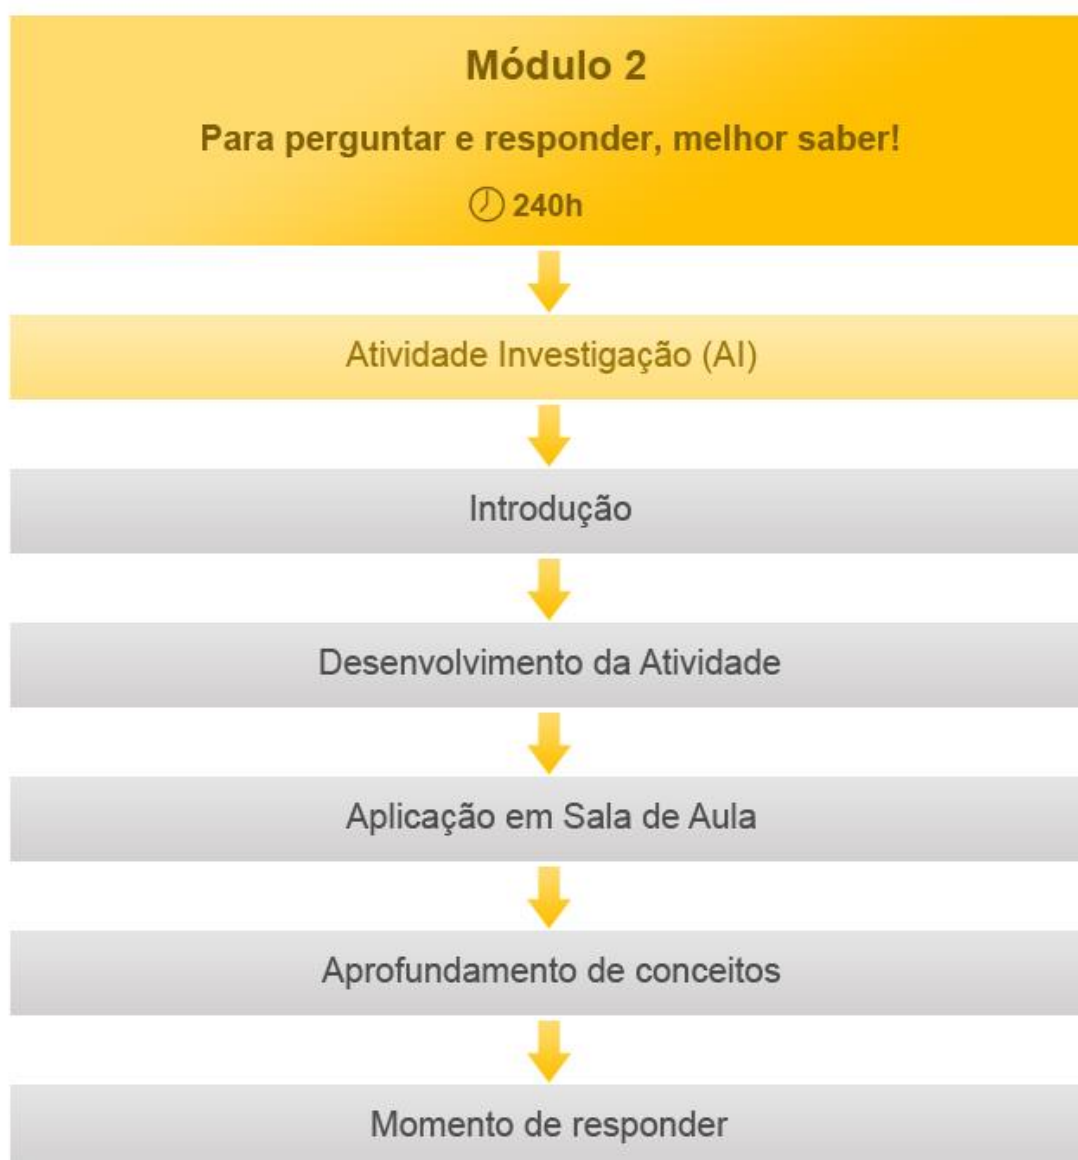 Módulo 2
Para perguntar e responder, melhor saber!
240h
Atividade Investigação (AI)
Introdução
Desenvolvimento da Atividade
Aplicação em Sala de Aula
Aprofundamento de conceitos
Momento de responder